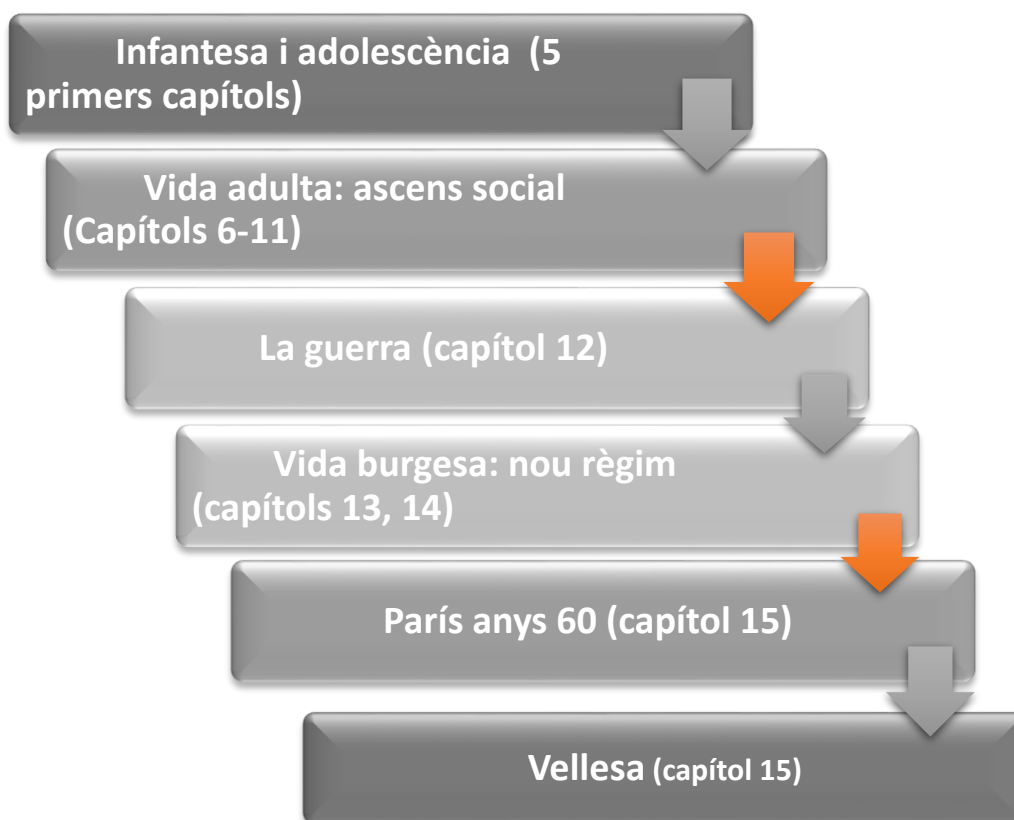 Infantesa i adolescència (5
primers capítols)
Vida adulta: ascens social
(Capítols 6-11)
La guerra (capítol 12)
Vida burgesa: nou règim
(capítols 13, 14)
París anys 60 (capítol 15)
Vellesa (capítol 15)